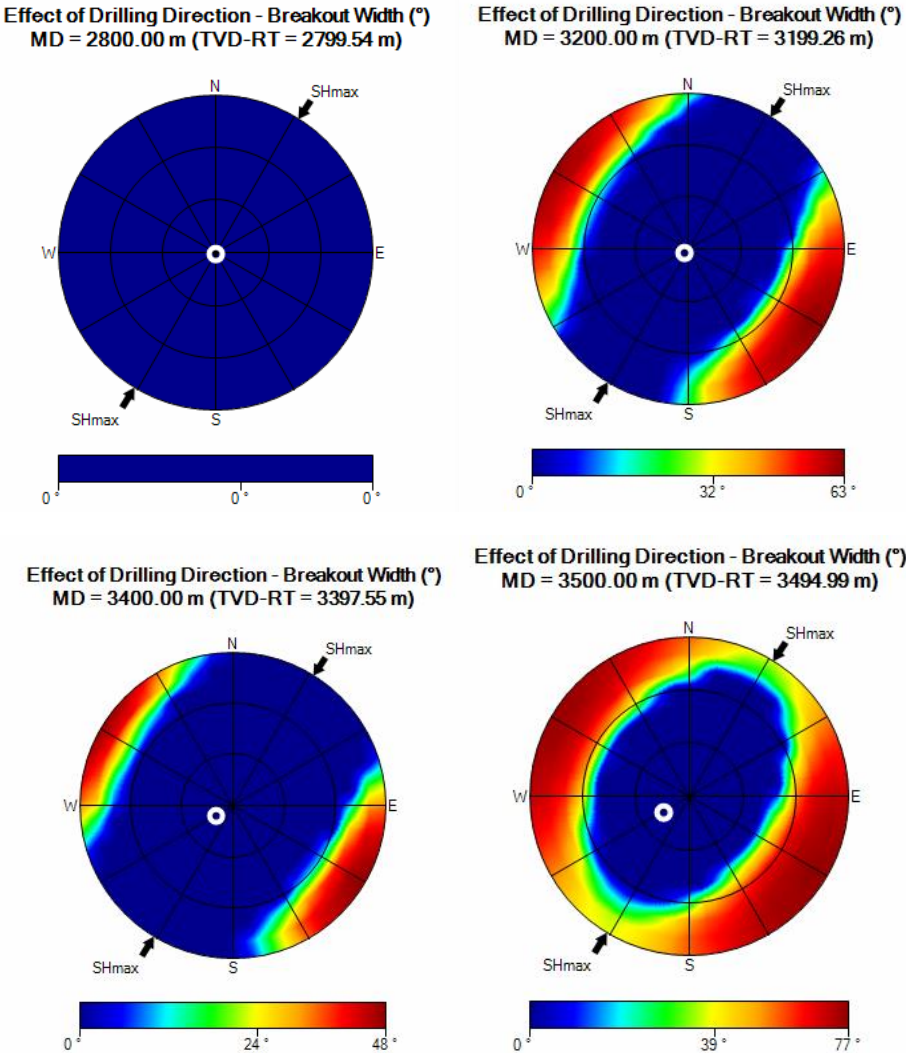 Effect of Drilling Direction - Breakout Width (°)
MD = 2800.00 m (TVD-RT = 2799.54 m)
N
SHmax
W
E
SHmax
S
0 °
0 °
0 °
Effect of Drilling Direction - Breakout Width (°)
MD = 3200.00 m (TVD-RT = 3199.26 m)
N
SHmax
W
E
SHmax
S
0 °
32 °
63 °
Effect of Drilling Direction - Breakout Width (°)
MD = 3400.00 m (TVD-RT = 3397.55 m)
N
SHmax
W
E
SHmax
S
0 °
24 °
48 °
Effect of Drilling Direction - Breakout Width (°)
MD = 3500.00 m (TVD-RT = 3494.99 m)
N
SHmax
W
E
SHmax
S
0 °
39 °
77 °